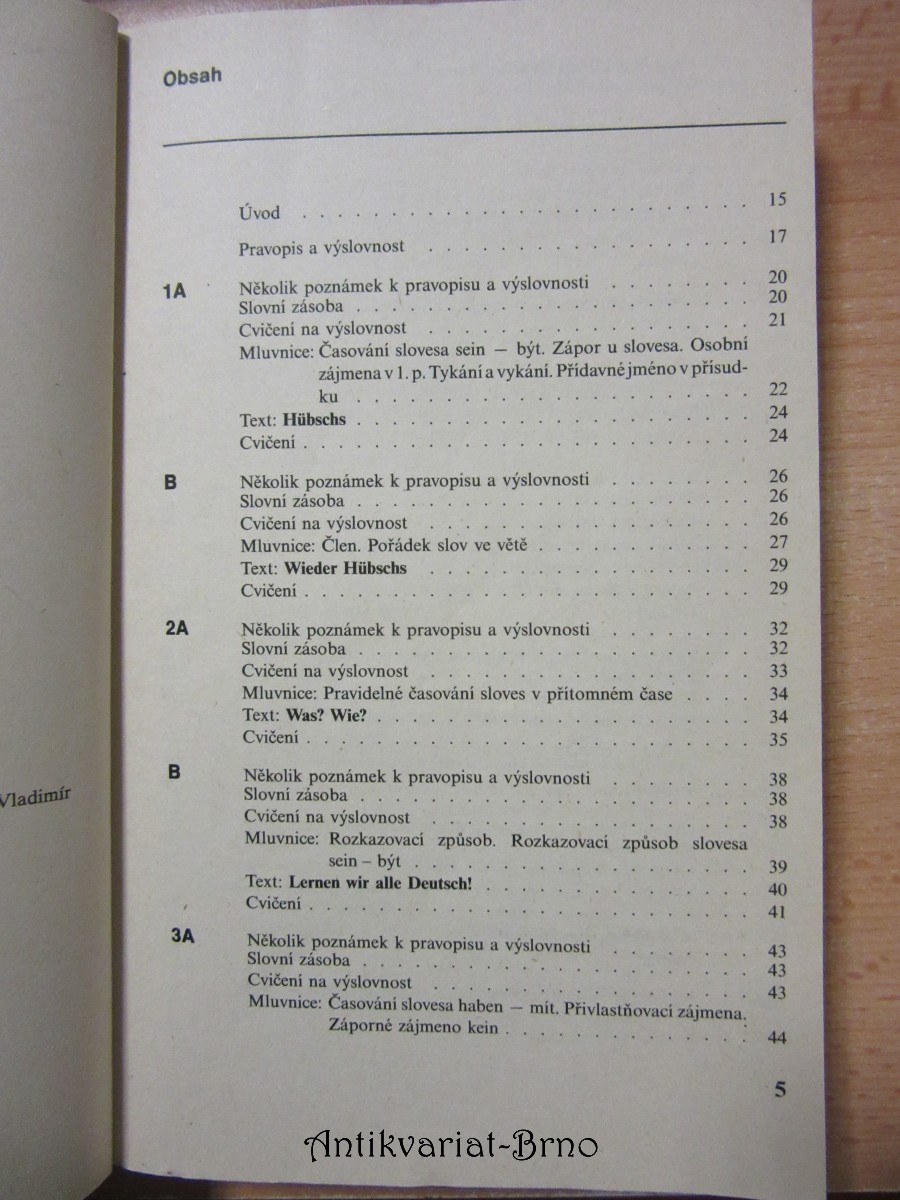 Obsah
Úvod . . . . . . . . . . . . . . . . . . . . . . . . . 15
Pravopis a výslovnost . . . . . . . . . . . . . . . . . . 17
1A Několik poznámek k pravopisu a výslovnosti . . . . . . . . 20
Slovní zásoba . . . . . . . . . . . . . . . . . . . . . . 20
Cvičení na výslovnost . . . . . . . . . . . . . . . . . . 21
Mluvnice: Časování slovesa sein — být. Zápor u slovesa. Osobní
zájmena v 1. p. Tykání a vykání. Přídavné jméno v přísud-
ku . . . . . . . . . . . . . . . . . . . . . . 22
Text: Hübschs . . . . . . . . . . . . . . . . . . . . . . 24
Cvičení . . . . . . . . . . . . . . . . . . . . . . . . . 24
B Několik poznámek k pravopisu a výslovnosti . . . . . . . . 26
Slovní zásoba . . . . . . . . . . . . . . . . . . . . . . 26
Cvičení na výslovnost . . . . . . . . . . . . . . . . . . 26
Mluvnice: Člen. Pořádek slov ve větě . . . . . . . . . . . . 27
Text: Wieder Hübschs . . . . . . . . . . . . . . . . . . 29
Cvičení . . . . . . . . . . . . . . . . . . . . . . . . . 29
2A Několik poznámek k pravopisu a výslovnosti . . . . . . . . 32
Slovní zásoba . . . . . . . . . . . . . . . . . . . . . . 32
Cvičení na výslovnost . . . . . . . . . . . . . . . . . . 33
Mluvnice: Pravidelné časování sloves v přítomném čase . . . . 34
Text: Was? Wie? . . . . . . . . . . . . . . . . . . . . . 34
Cvičení . . . . . . . . . . . . . . . . . . . . . . . . . 35
B Několik poznámek k pravopisu a výslovnosti . . . . . . . . 38
Slovní zásoba . . . . . . . . . . . . . . . . . . . . . . 38
Cvičení na výslovnost . . . . . . . . . . . . . . . . . . 38
Mluvnice: Rozkazovací způsob. Rozkazovací způsob slovesa
sein – být . . . . . . . . . . . . . . . . . . . 39
Text: Lernen wir alle Deutsch! . . . . . . . . . . . . . . . 40
Cvičení . . . . . . . . . . . . . . . . . . . . . . . . . 41
3A Několik poznámek k pravopisu a výslovnosti . . . . . . . . 43
Slovní zásoba . . . . . . . . . . . . . . . . . . . . . . 43
Cvičení na výslovnost . . . . . . . . . . . . . . . . . . 43
Mluvnice: Časování slovesa haben — mít. Přivlastňovací zájmena.
Záporné zájmeno kein . . . . . . . . . . . . . . 44
5
Vladimír
Antikvariat-Brno